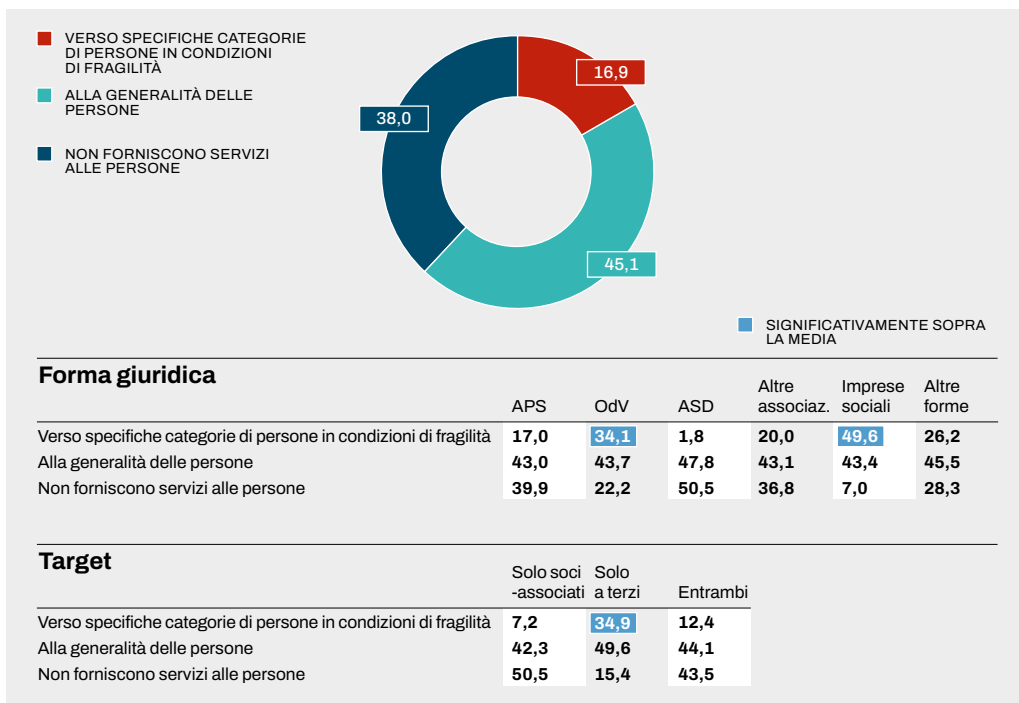 VERSO SPECIFICHE CATEGORIE
DI PERSONE IN CONDIZIONI
DI FRAGILITÀ
ALLA GENERALITÀ DELLE
PERSONE
NON FORNISCONO SERVIZI
ALLE PERSONE
16,9
38,0
45,1
SIGNIFICATIVAMENTE SOPRA
LA MEDIA
Forma giuridica
APS OdV ASD Altre associaz. Imprese sociali Altre forme
Verso specifiche categorie di persone in condizioni di fragilità 17,0 34,1 1,8 20,0 49,6 26,2
Alla generalità delle persone 43,0 43,7 47,8 43,1 43,4 45,5
Non forniscono servizi alle persone 39,9 22,2 50,5 36,8 7,0 28,3
Target
Solo soci -associati Solo a terzi Entrambi
Verso specifiche categorie di persone in condizioni di fragilità 7,2 34,9 12,4
Alla generalità delle persone 42,3 49,6 44,1
Non forniscono servizi alle persone 50,5 15,4 43,5